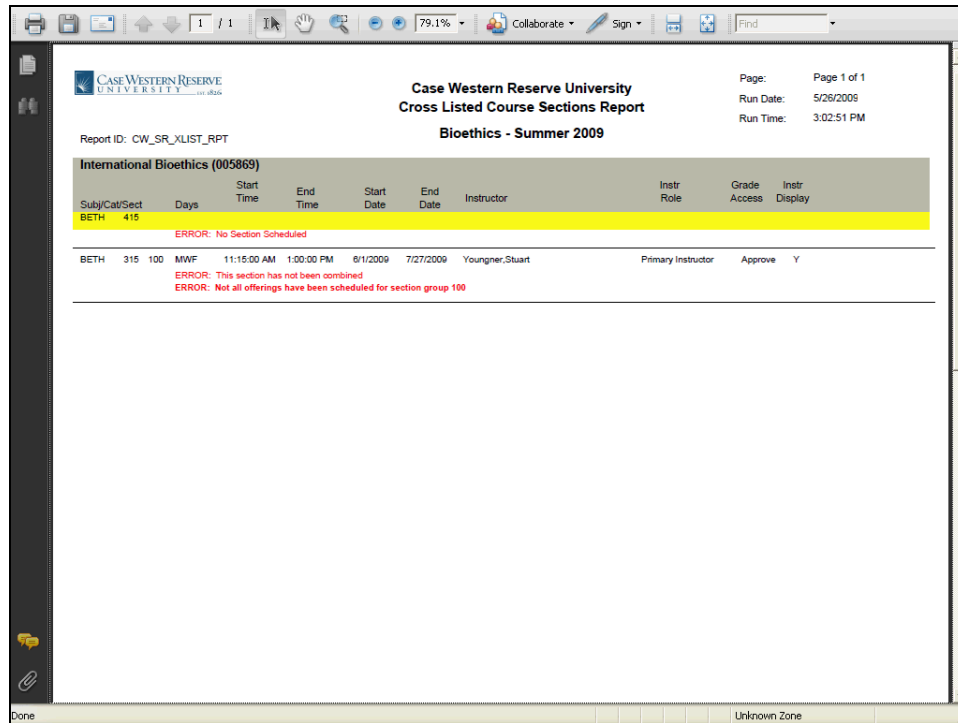 1 / 1 79.1% Collaborate Sign Find
CASE WESTERN RESERVE
UNIVERSITY EST. 1826
Case Western Reserve University
Cross Listed Course Sections Report
Bioethics - Summer 2009
Page: Page 1 of 1
Run Date: 5/26/2009
Run Time: 3:02:51 PM
Report ID: CW_SR_XLIST_RPT
International Bioethics (005869)
Subj/Cat/Sect Days Start Time End Time Start Date End Date Instructor Instr Role Grade Access Instr Display
BETH 415
ERROR: No Section Scheduled
BETH 315 100 MWF 11:15:00 AM 1:00:00 PM 6/1/2009 7/27/2009 Youngner,Stuart Primary Instructor Approve Y
ERROR: This section has not been combined
ERROR: Not all offerings have been scheduled for section group 100
Done Unknown Zone